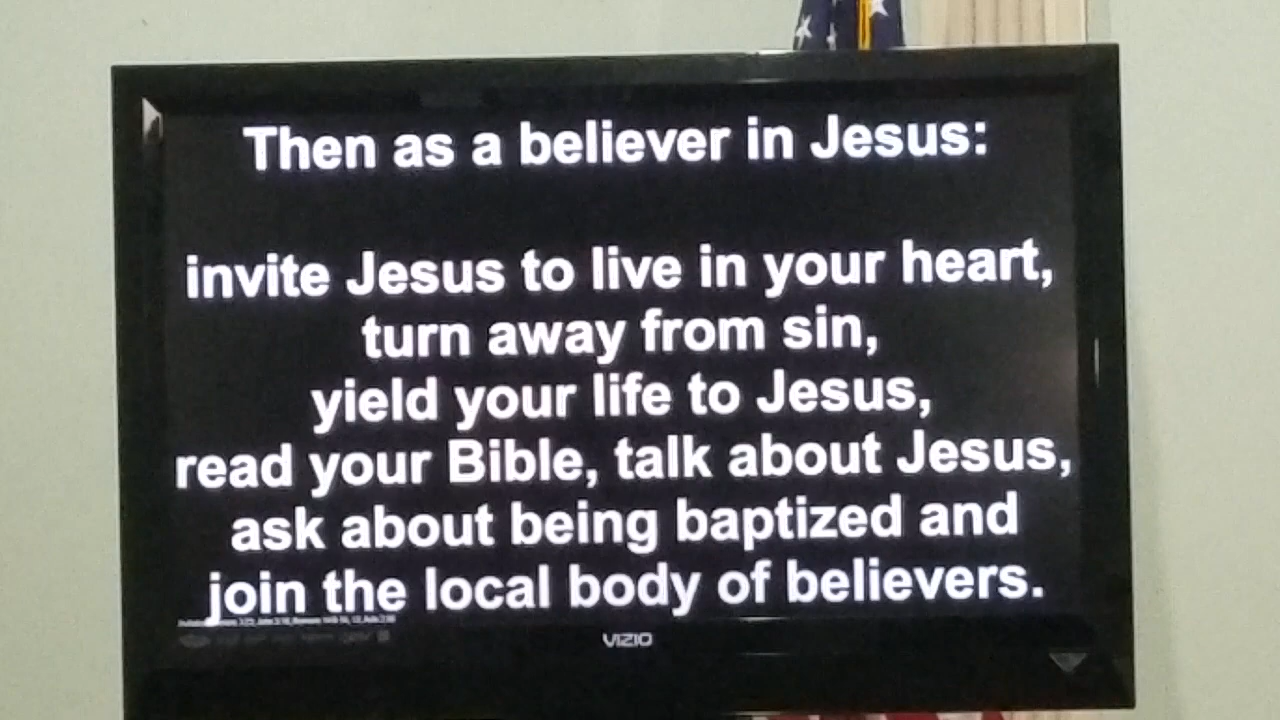 Then as a believer in Jesus:
invite Jesus to live in your heart,
turn away from sin,
yield your life to Jesus,
read your Bible, talk about Jesus,
ask about being baptized and
join the local body of believers.
VIZIO